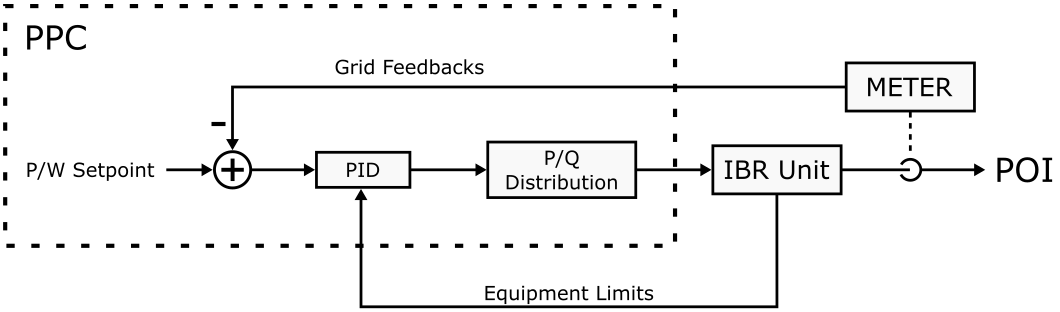 PPC
Grid Feedbacks
METER
–
P/W Setpoint
+
PID
P/Q
Distribution
IBR Unit
POI
Equipment Limits